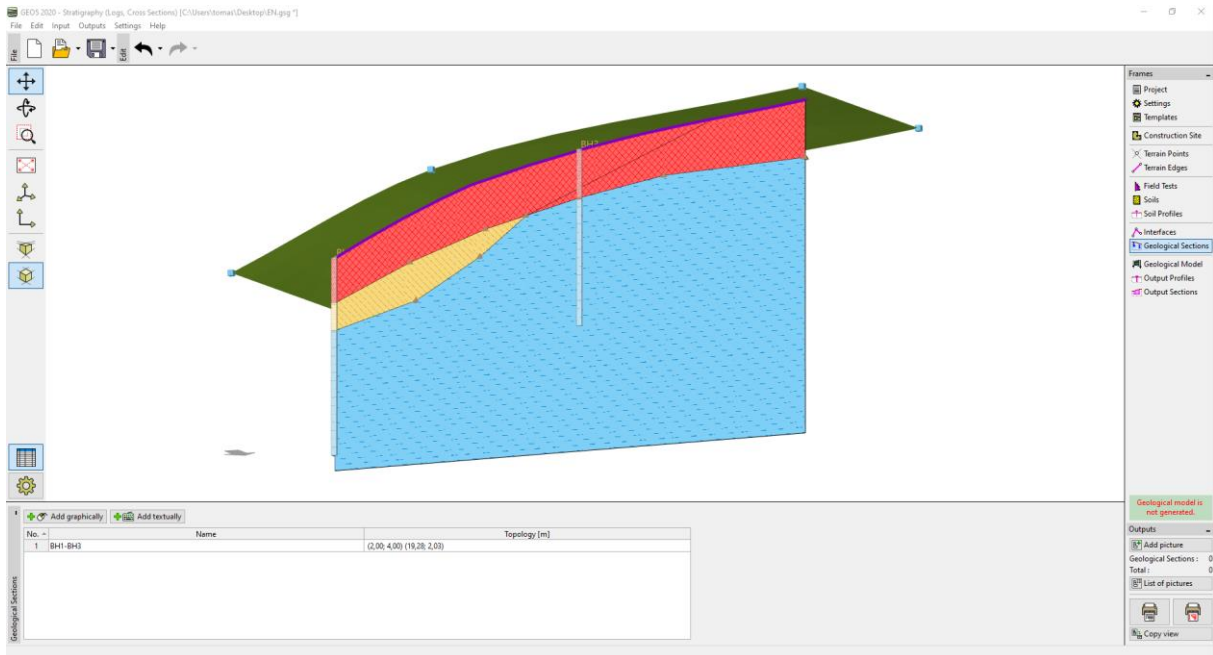 GEO5 2020 - Stratigraphy (Logs, Cross Sections) [C:\Users\tomas\Desktop\EN.gsg *]
File Edit Input Outputs Settings Help
File
Edit
Frames
Project
Settings
Templates
Construction Site
Terrain Points
Terrain Edges
Field Tests
Soils
Soil Profiles
Interfaces
Geological Sections
Geological Model
Output Profiles
Output Sections
Geological model is
not generated.
Outputs
Add picture
Geological Sections : 0
Total : 0
List of pictures
Copy view
Add graphically Add textually
No. Name Topology [m]
1 BH1-BH3 (2,00; 4,00) (19,28; 2,03)
Geological Sections